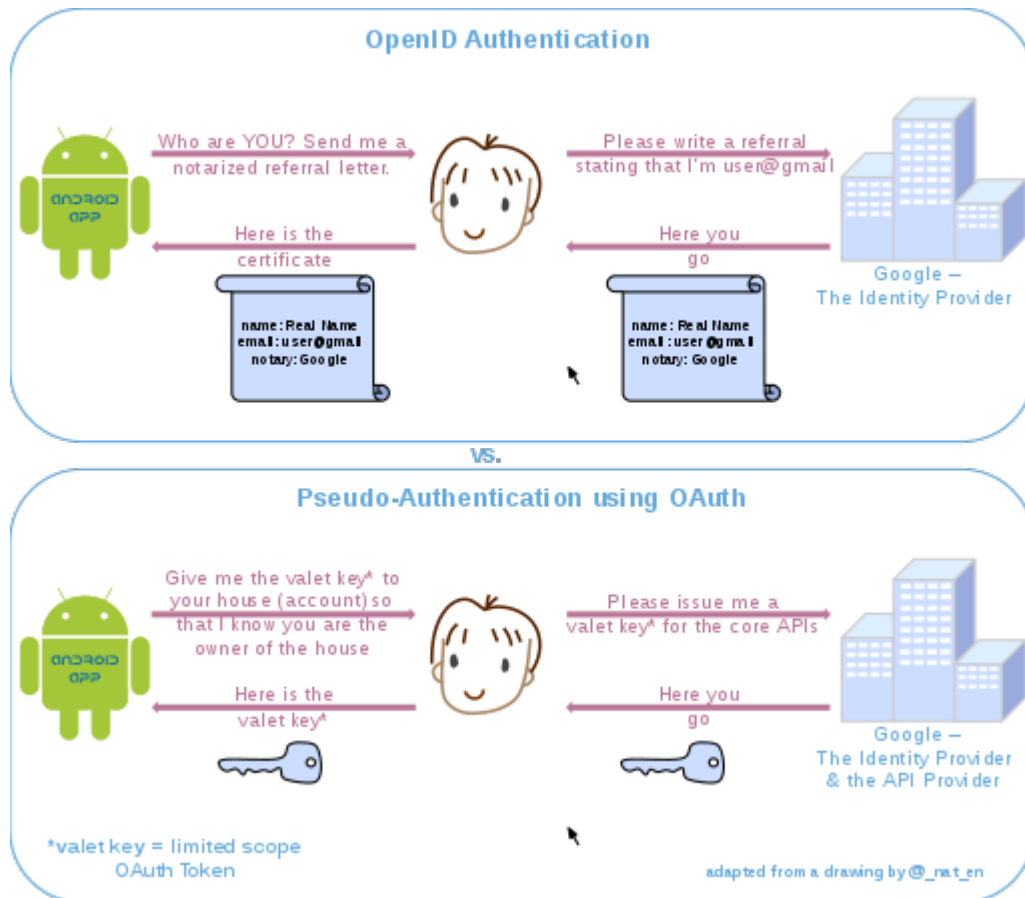 OpenID Authentication
Who are YOU? Send me a
notarized referral letter.
Please write a referral
stating that I'm user@gmail
ANDROID
APP
Here is the
certificate
Here you
go
Google –
The Identity Provider
name: Real Name
email: user@gmail
notary: Google
name: Real Name
email: user@gmail
notary: Google
vs.
Pseudo-Authentication using OAuth
Give me the valet key* to
your house (account) so
that I know you are the
owner of the house
Please issue me a
valet key* for the core APIs
ANDROID
APP
Here is the
valet key*
Here you
go
Google –
The Identity Provider
& the API Provider
*valet key = limited scope
OAuth Token
adapted from a drawing by @_nat_en